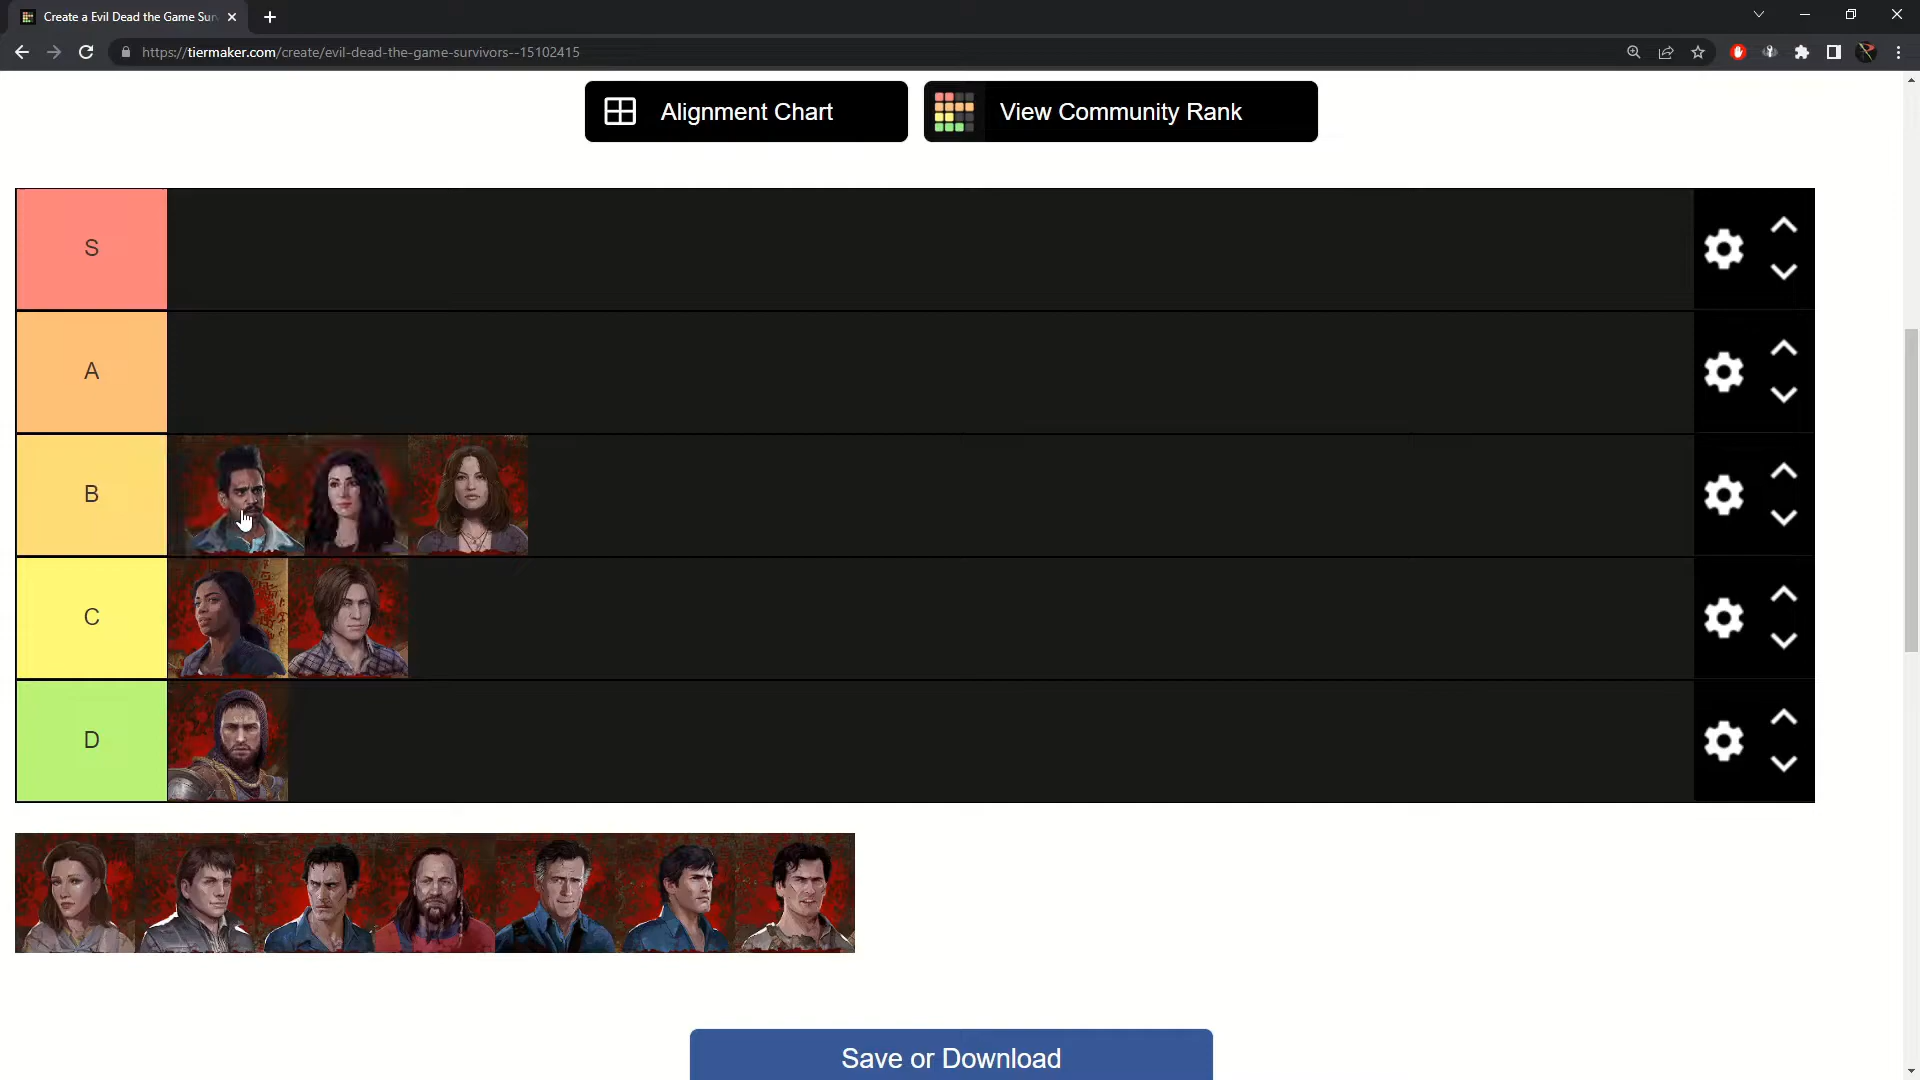 Create a Evil Dead the Game Sur
https://tiermaker.com/create/evil-dead-the-game-survivors--15102415
Alignment Chart
View Community Rank
S
A
B
C
D
Save or Download